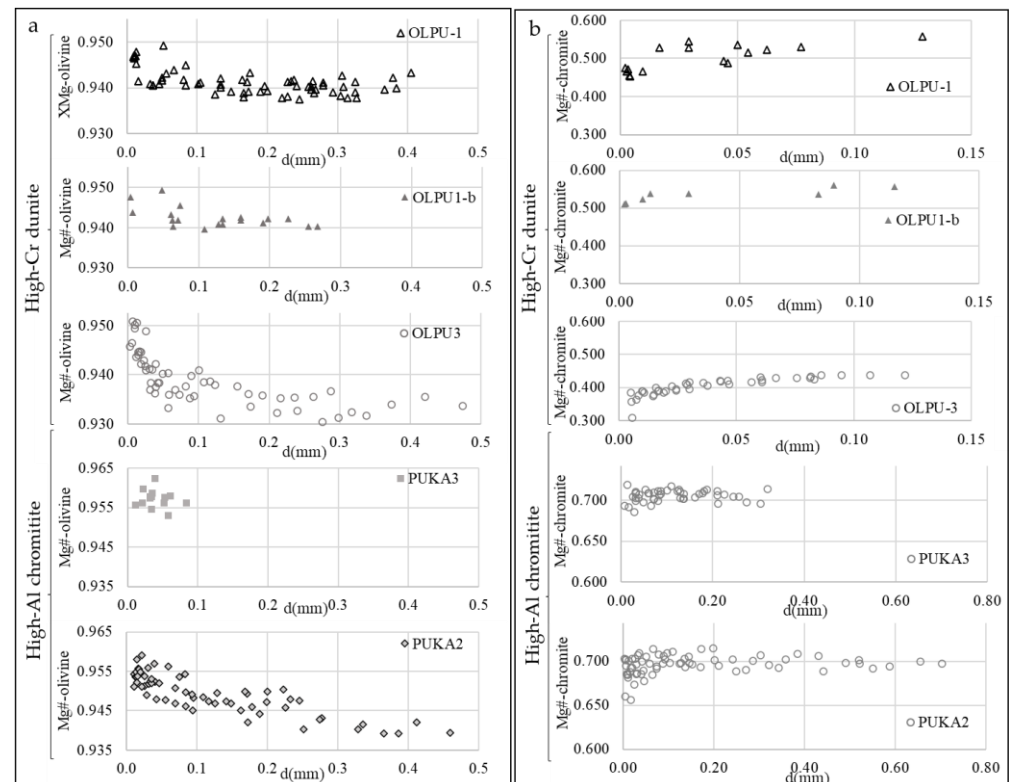 a
High-Cr dunite
High-Al chromitite
XMg-olivine
0.950
0.940
0.930
OLPU-1
0.0 0.1 0.2 0.3 0.4 0.5
d(mm)
Mg#-olivine
0.950
0.940
0.930
OLPU1-b
0.0 0.1 0.2 0.3 0.4 0.5
d(mm)
Mg#-olivine
0.950
0.940
0.930
OLPU3
0.0 0.1 0.2 0.3 0.4 0.5
d(mm)
Mg#-olivine
0.965
0.955
0.945
0.935
PUKA3
0.0 0.1 0.2 0.3 0.4 0.5
d(mm)
Mg#-olivine
0.965
0.955
0.945
0.935
PUKA2
0.0 0.1 0.2 0.3 0.4 0.5
d(mm)
b
High-Cr dunite
High-Al chromitite
Mg#-chromite
0.600
0.500
0.400
0.300
OLPU-1
0.00 0.05 0.10 0.15
d(mm)
Mg#-chromite
0.600
0.500
0.400
0.300
OLPU1-b
0.00 0.05 0.10 0.15
d(mm)
Mg#-chromite
0.600
0.500
0.400
0.300
OLPU-3
0.00 0.05 0.10 0.15
d(mm)
Mg#-chromite
0.700
0.650
0.600
PUKA3
0.00 0.20 0.40 0.60 0.80
d(mm)
Mg#-chromite
0.700
0.650
0.600
PUKA2
0.00 0.20 0.40 0.60 0.80
d(mm)